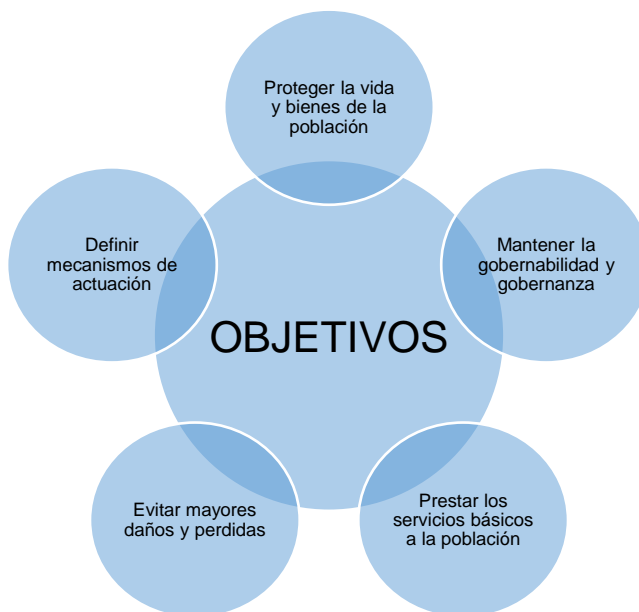 Proteger la vida
y bienes de la
población
Mantener la
gobernabilidad y
gobernanza
Prestar los
servicios básicos
a la población
Evitar mayores
daños y perdidas
Definir
mecanismos de
actuación
OBJETIVOS